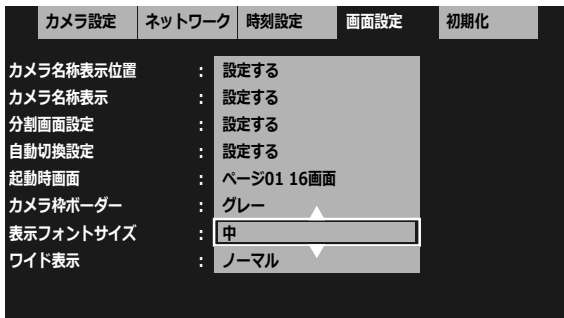 カメラ設定 ネットワーク 時刻設定 画面設定 初期化
カメラ名称表示位置 : 設定する
カメラ名称表示 : 設定する
分割画面設定 : 設定する
自動切換設定 : 設定する
起動時画面 : ページ01 16画面
カメラ枠ボーダー : グレー
表示フォントサイズ : 中
ワイド表示 : ノーマル